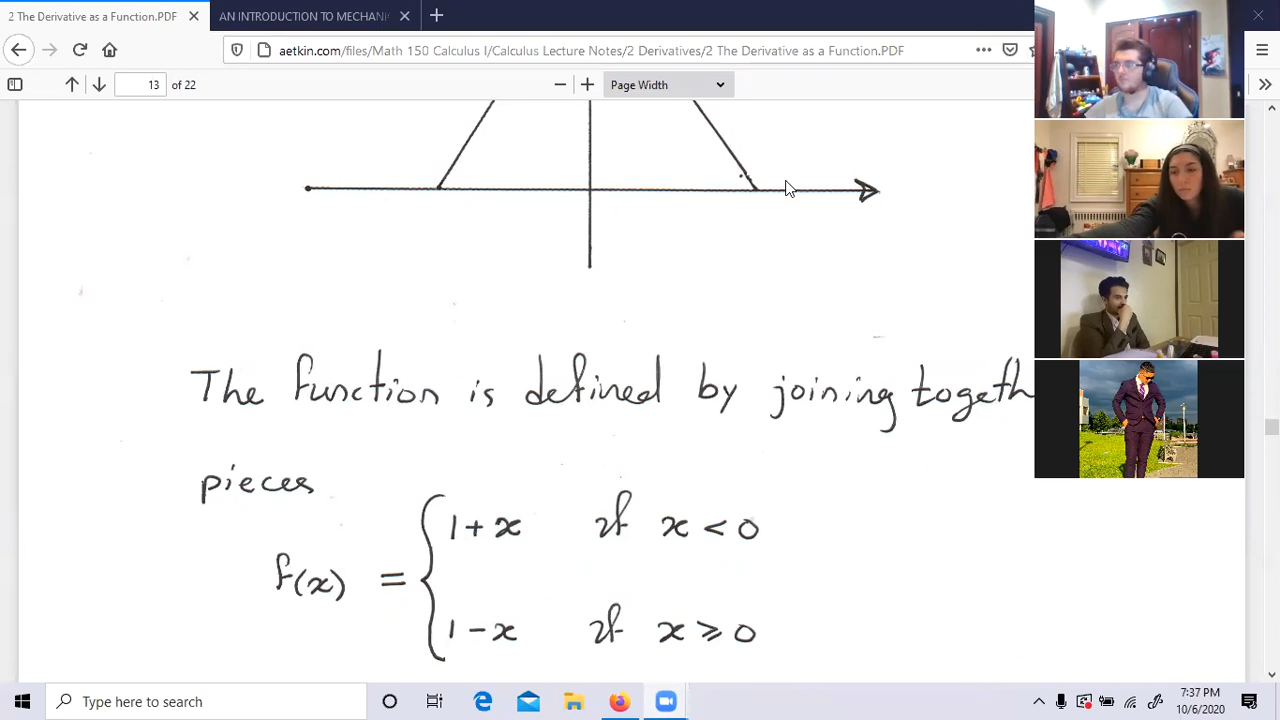 2 The Derivative as a Function.PDF
AN INTRODUCTION TO MECHANI
aetkin.com/files/Math 150 Calculus I/Calculus Lecture Notes/2 Derivatives/2 The Derivative as a Function.PDF
13 of 22
Page Width
The function is defined by joining togeth
pieces
f(x) = { 1+x if x < 0
1-x if x ⩾ 0
Type here to search
7:37 PM
10/6/2020